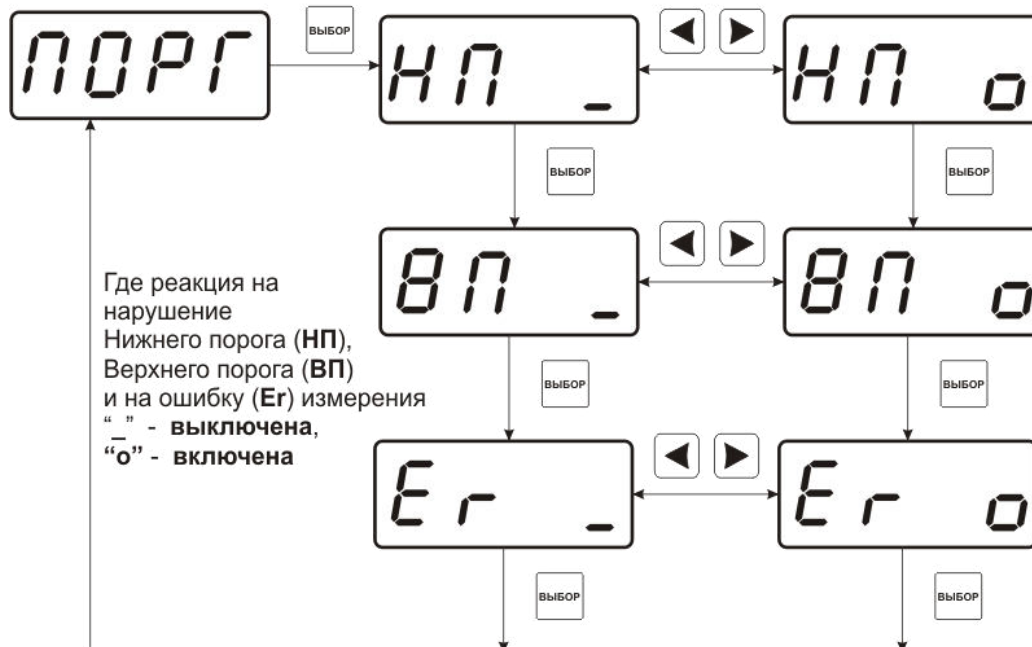 ПОРГ
ВЫБОР
НП _
НП o
ВЫБОР
ВЫБОР
ВП _
ВП o
Где реакция на
нарушение
Нижнего порога (НП),
Верхнего порога (ВП)
и на ошибку (Er) измерения
“_” - выключена,
“о” - включена
ВЫБОР
ВЫБОР
Er _
Er o
ВЫБОР
ВЫБОР